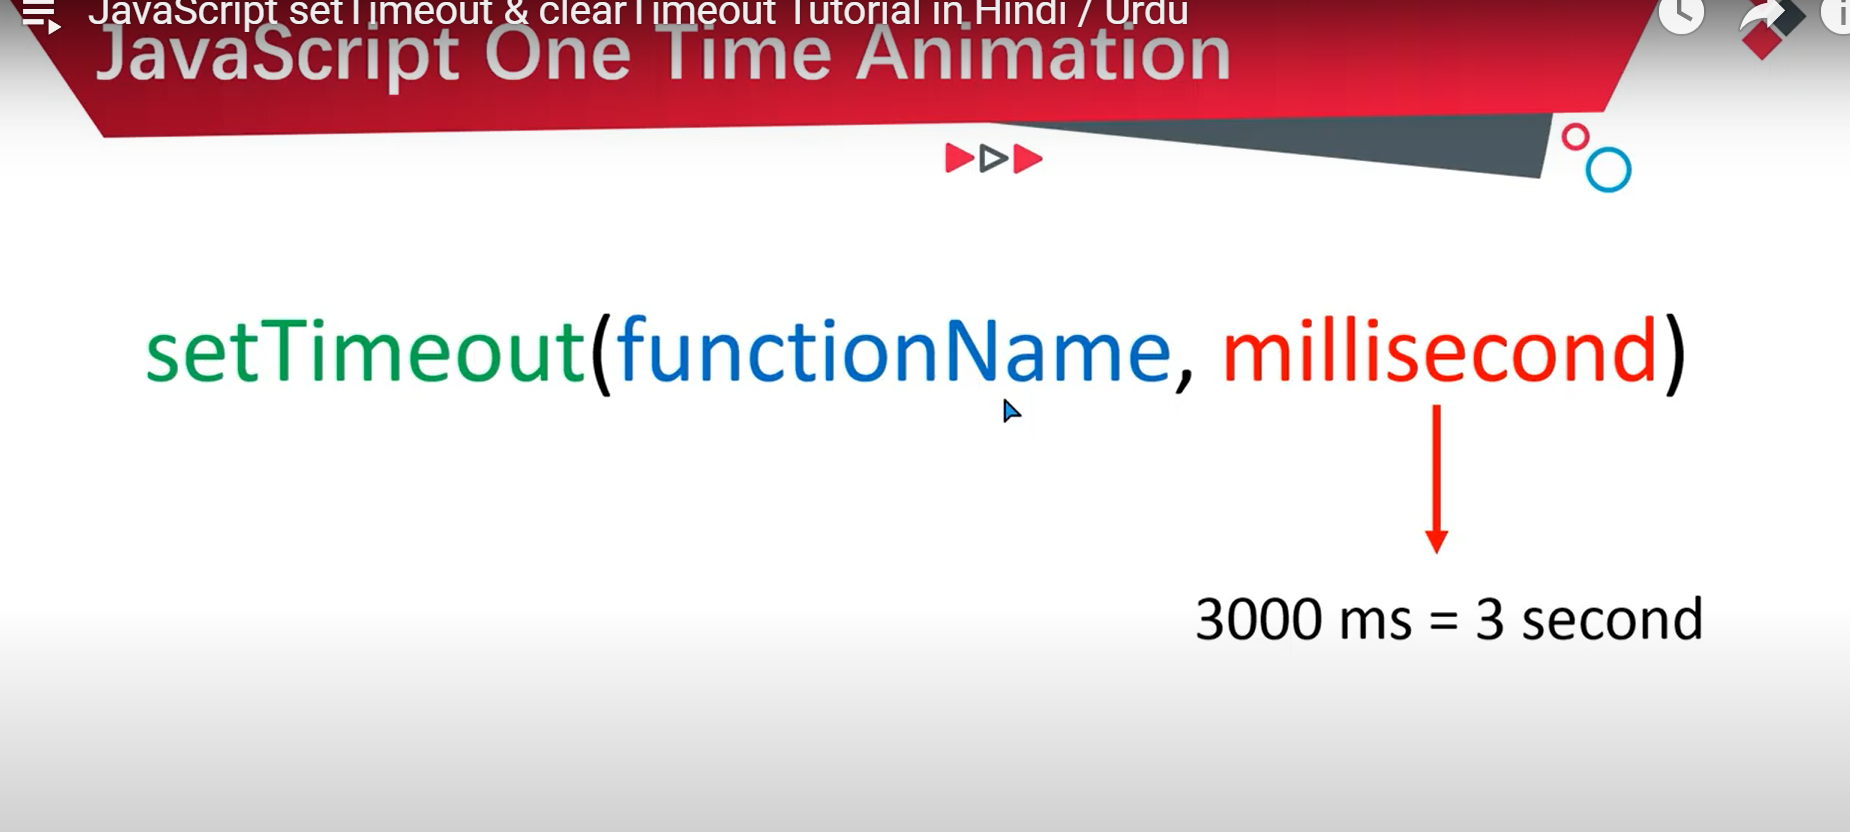 JavaScript setTimeout & clearTimeout Tutorial in Hindi / Urdu
JavaScript One Time Animation
setTimeout(functionName, millisecond)
3000 ms = 3 second